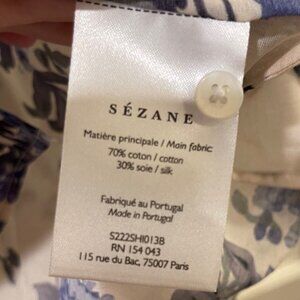 SÉZANE
Matière principale / Main fabric:
70% coton / cotton
30% soie / silk
Fabriqué au Portugal
Made in Portugal
S222SHI013B
RN 154 043
115 rue du Bac, 75007 Paris